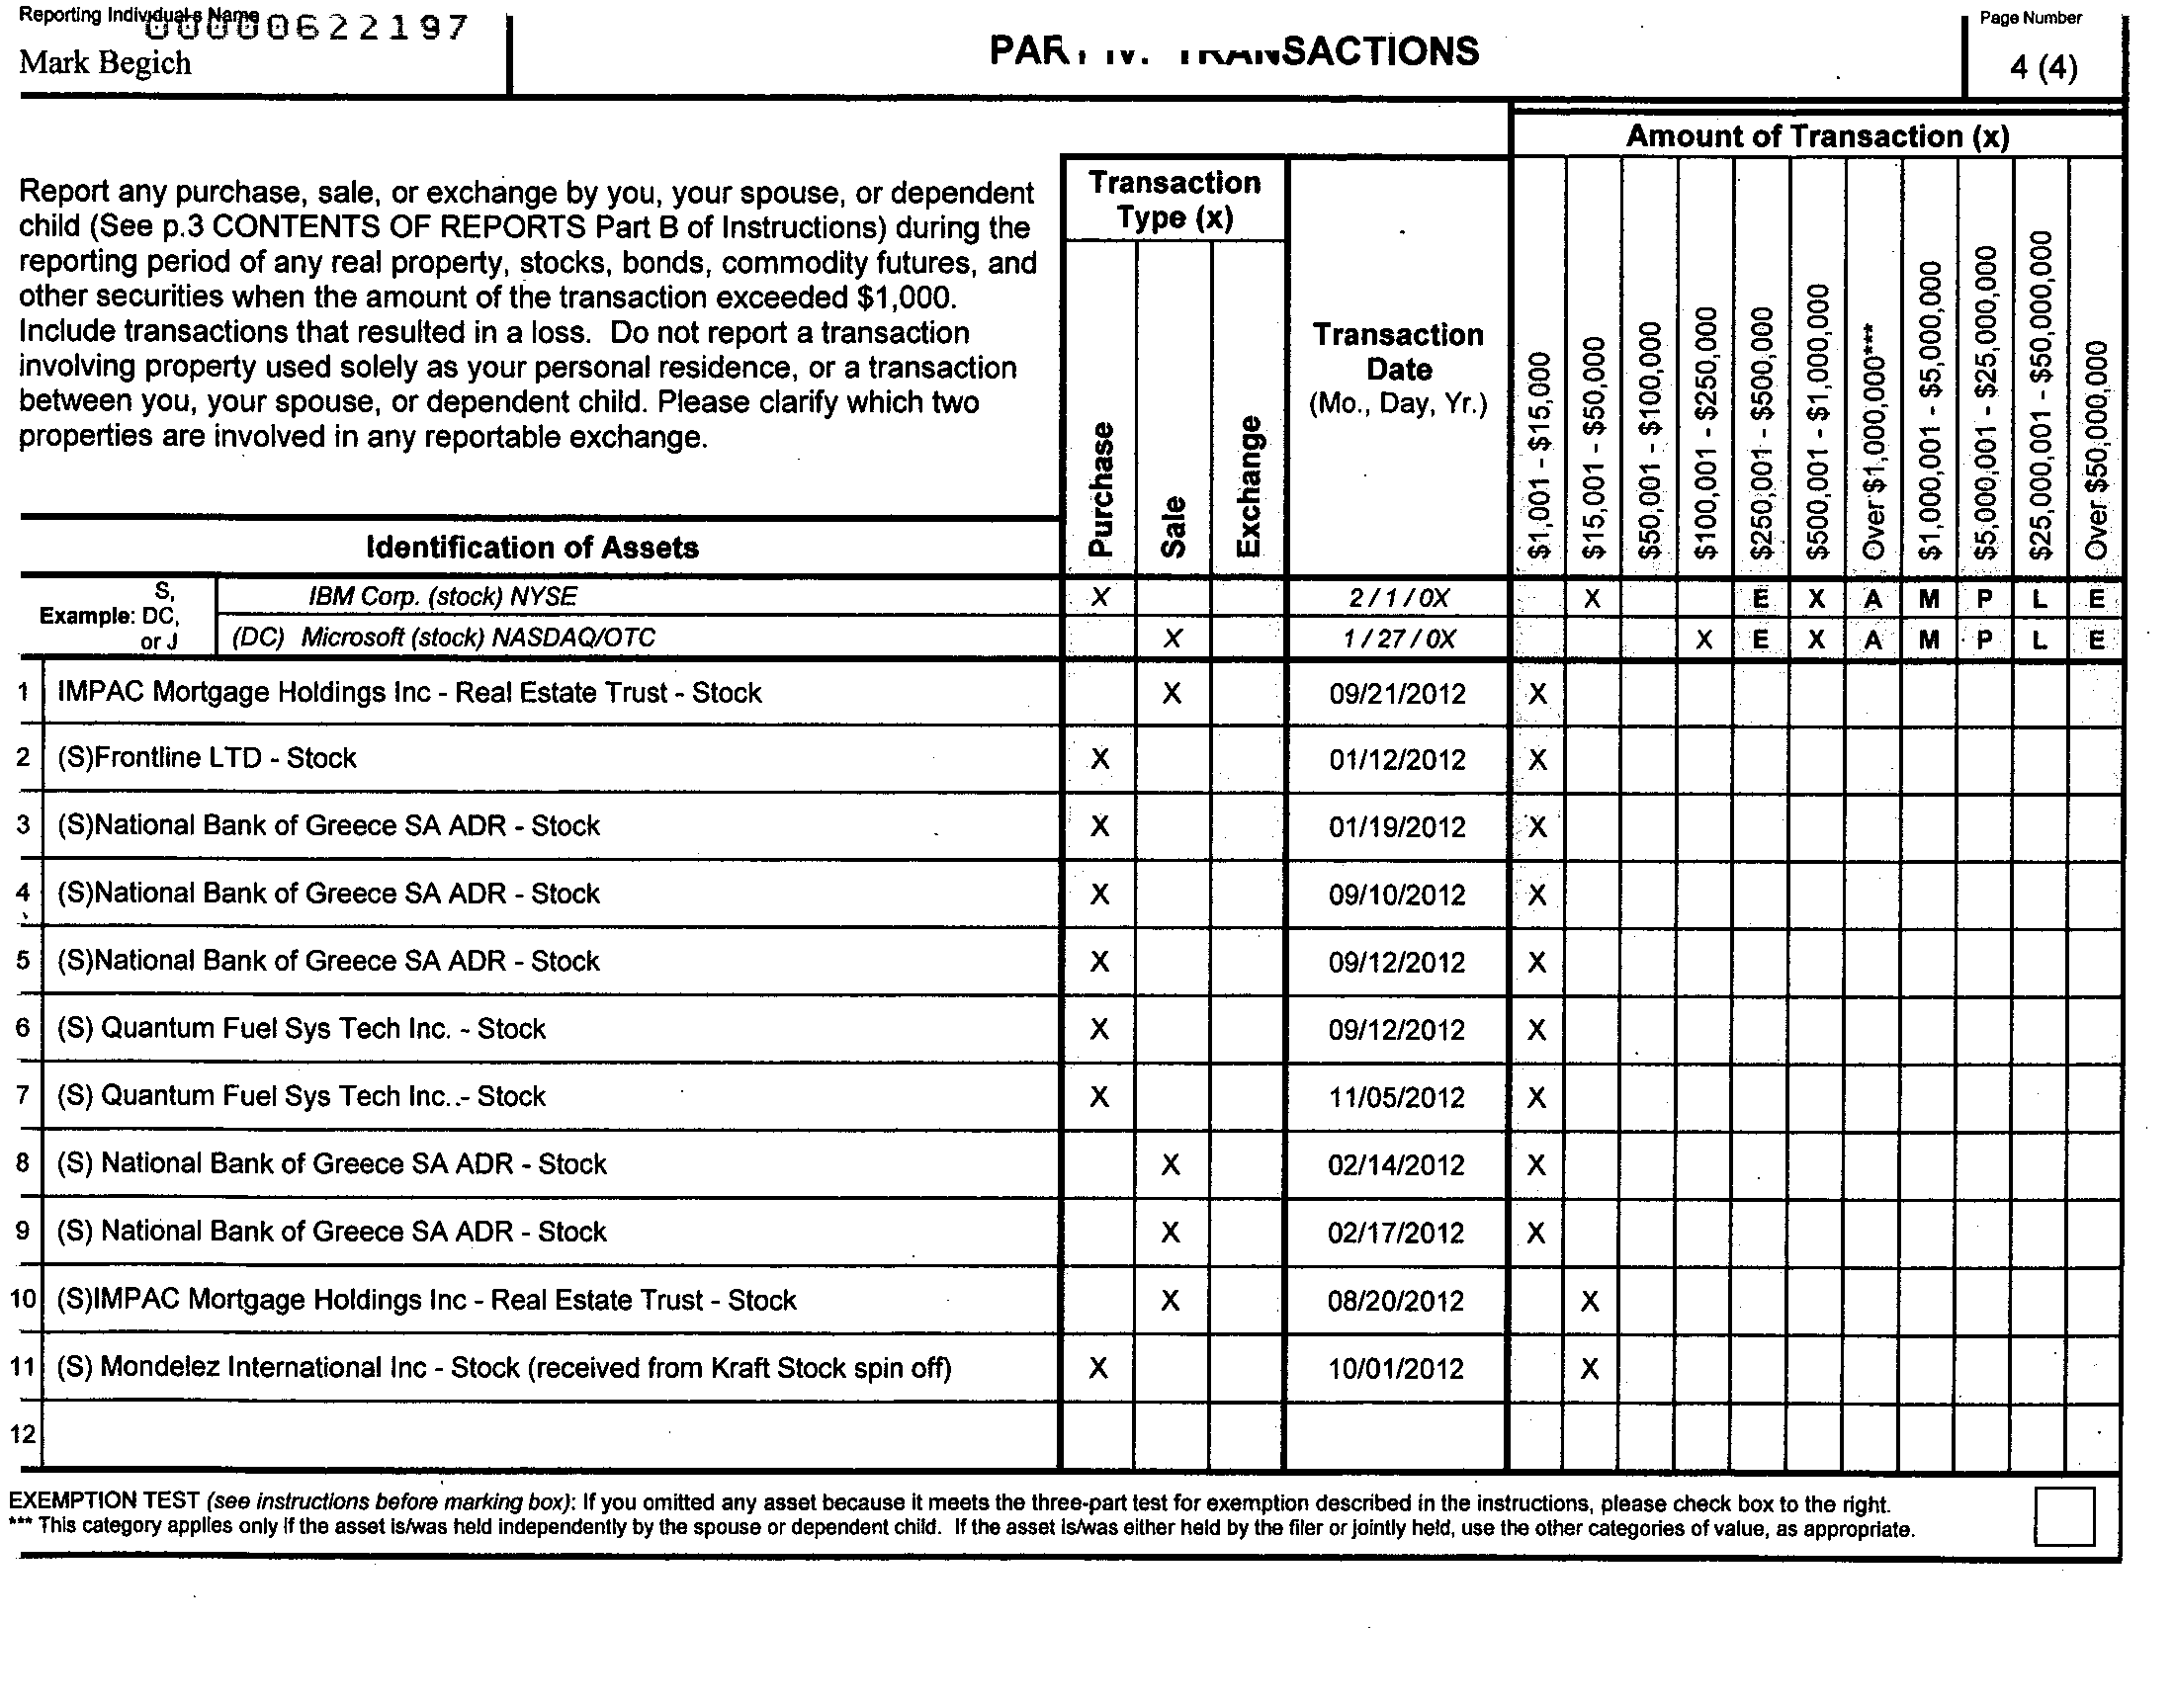 Reporting Individual's Name
00000622197
Mark Begich
PART IV. TRANSACTIONS
Page Number
4 (4)
Report any purchase, sale, or exchange by you, your spouse, or dependent
child (See p.3 CONTENTS OF REPORTS Part B of Instructions) during the
reporting period of any real property, stocks, bonds, commodity futures, and
other securities when the amount of the transaction exceeded $1,000.
Include transactions that resulted in a loss. Do not report a transaction
involving property used solely as your personal residence, or a transaction
between you, your spouse, or dependent child. Please clarify which two
properties are involved in any reportable exchange.
Identification of Assets
Transaction
Type (x)
Purchase
Sale
Exchange
Transaction
Date
(Mo., Day, Yr.)
Amount of Transaction (x)
$1,001 - $15,000
$15,001 - $50,000
$50,001 - $100,000
$100,001 - $250,000
$250,001 - $500,000
$500,001 - $1,000,000
Over $1,000,000***
$1,000,001 - $5,000,000
$5,000,001 - $25,000,000
$25,000,001 - $50,000,000
Over $50,000,000
Example:
S,
DC,
or J
IBM Corp. (stock) NYSE X 2 / 1 / 0X X E X A M P L E
(DC) Microsoft (stock) NASDAQ/OTC X 1 / 27 / 0X X E X A M P L E
1 IMPAC Mortgage Holdings Inc - Real Estate Trust - Stock X 09/21/2012 X
2 (S)Frontline LTD - Stock X 01/12/2012 X
3 (S)National Bank of Greece SA ADR - Stock X 01/19/2012 X
4 (S)National Bank of Greece SA ADR - Stock X 09/10/2012 X
5 (S)National Bank of Greece SA ADR - Stock X 09/12/2012 X
6 (S) Quantum Fuel Sys Tech Inc. - Stock X 09/12/2012 X
7 (S) Quantum Fuel Sys Tech Inc..- Stock X 11/05/2012 X
8 (S) National Bank of Greece SA ADR - Stock X 02/14/2012 X
9 (S) National Bank of Greece SA ADR - Stock X 02/17/2012 X
10 (S)IMPAC Mortgage Holdings Inc - Real Estate Trust - Stock X 08/20/2012 X
11 (S) Mondelez International Inc - Stock (received from Kraft Stock spin off) X 10/01/2012 X
12
EXEMPTION TEST (see instructions before marking box): If you omitted any asset because it meets the three-part test for exemption described in the instructions, please check box to the right.
*** This category applies only if the asset is/was held independently by the spouse or dependent child. If the asset is/was either held by the filer or jointly held, use the other categories of value, as appropriate.